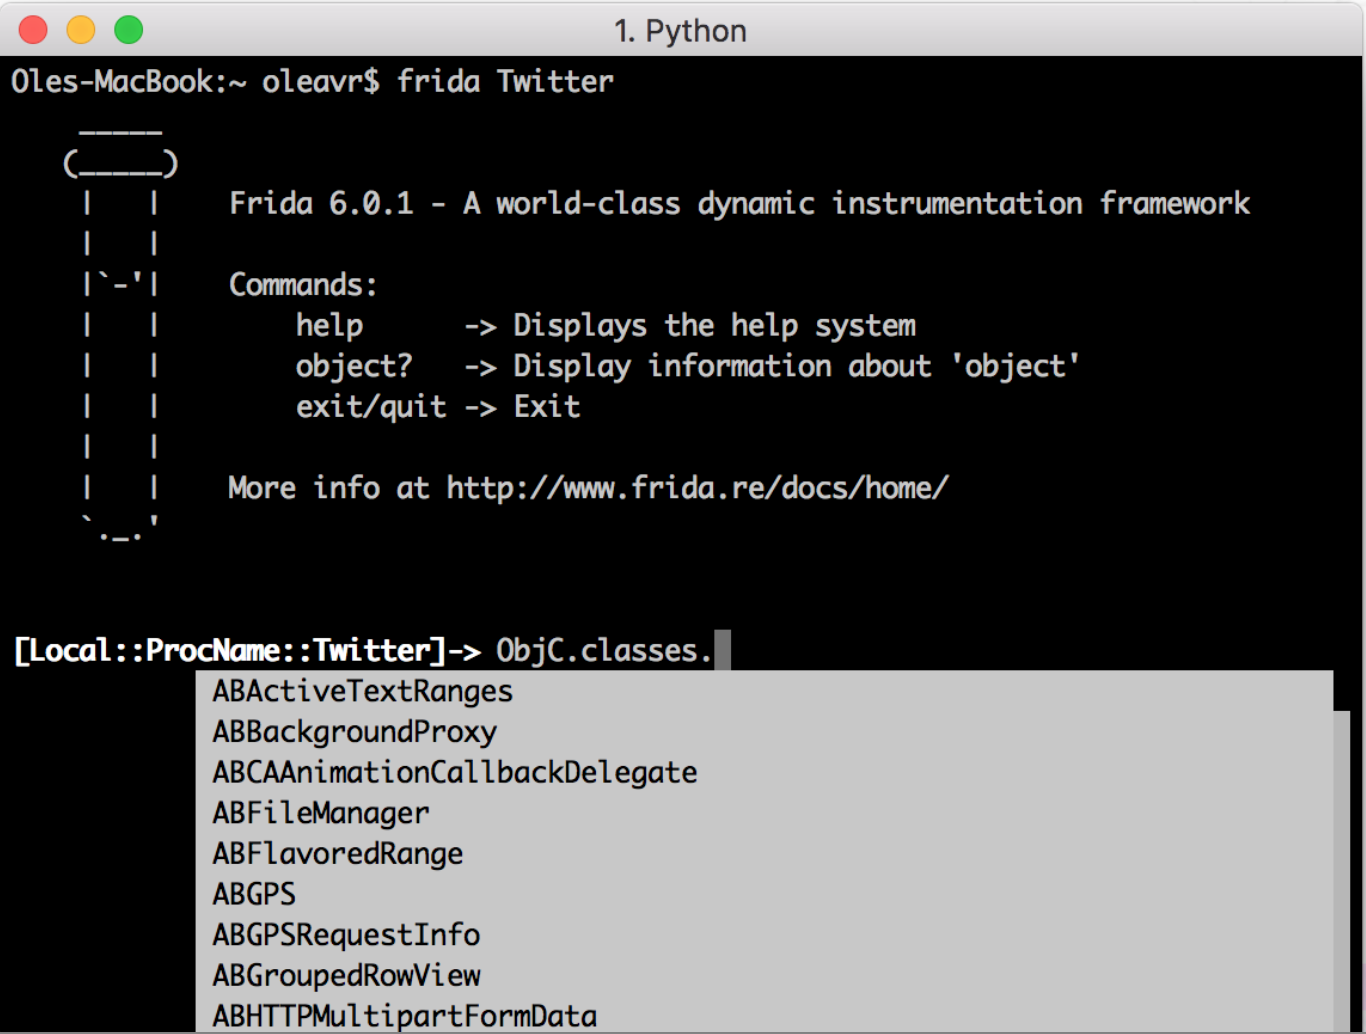 1. Python
Oles-MacBook:~ oleavr$ frida Twitter
_____
(_____)
|   |    Frida 6.0.1 - A world-class dynamic instrumentation framework
|   |
|`-'|    Commands:
|   |        help      -> Displays the help system
|   |        object?   -> Display information about 'object'
|   |        exit/quit -> Exit
|   |
|   |    More info at http://www.frida.re/docs/home/
`._.'
[Local::ProcName::Twitter]-> ObjC.classes.
ABActiveTextRanges
ABBackgroundProxy
ABCAAnimationCallbackDelegate
ABFileManager
ABFlavoredRange
ABGPS
ABGPSRequestInfo
ABGroupedRowView
ABHTTPMultipartFormData